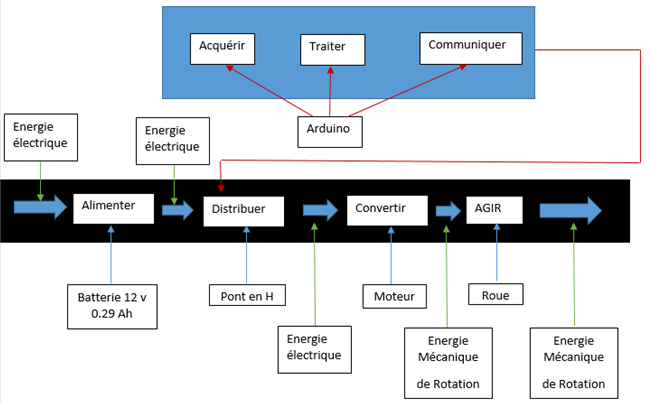 Acquérir
Traiter
Communiquer
Arduino
Energie
électrique
Energie
électrique
Alimenter
Distribuer
Convertir
AGIR
Batterie 12 v
0.29 Ah
Pont en H
Moteur
Roue
Energie
électrique
Energie
Mécanique
de Rotation
Energie
Mécanique
de Rotation